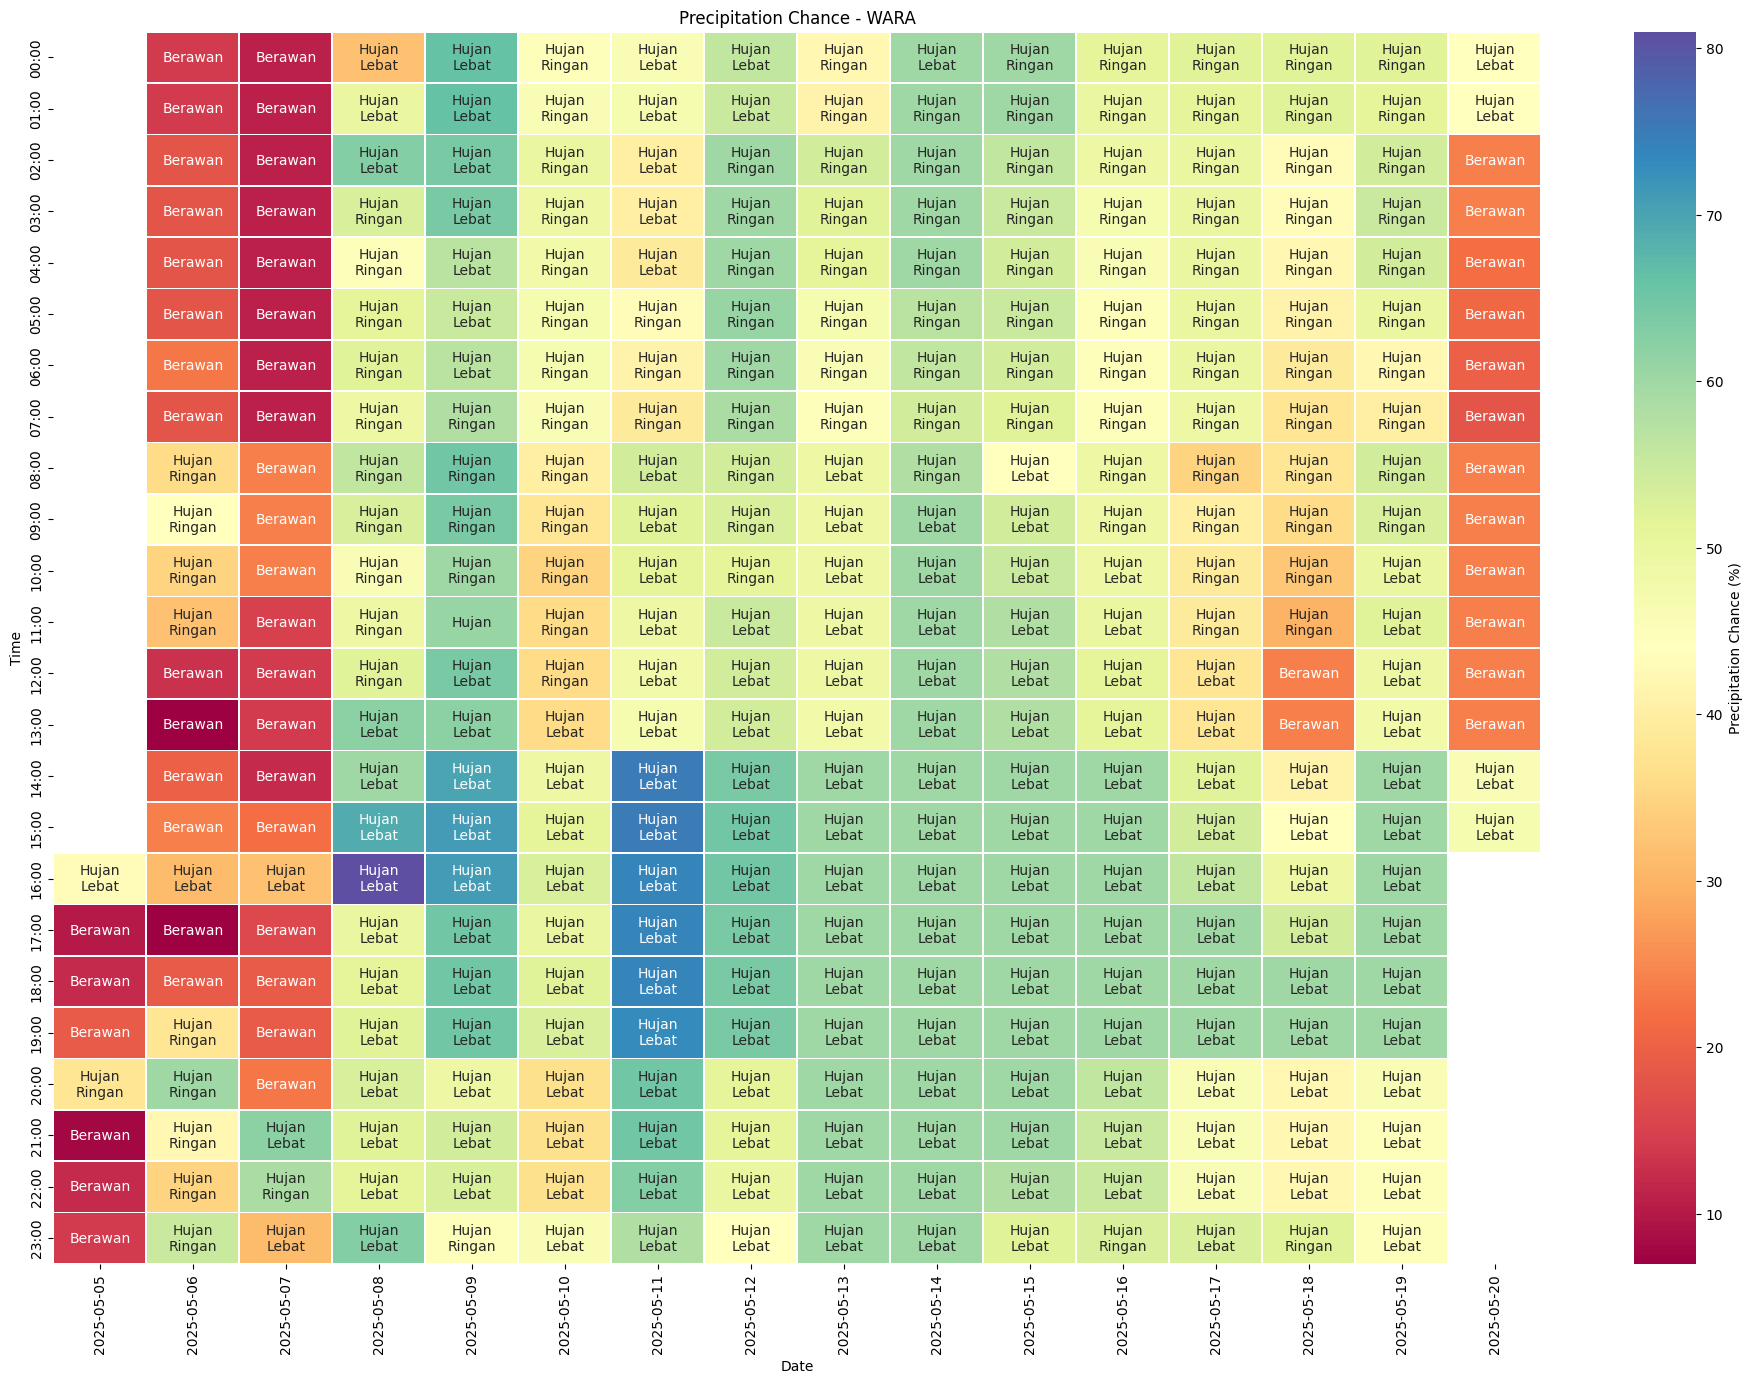 Precipitation Chance - WARA
00:00 Berawan Berawan Hujan Lebat Hujan Lebat Hujan Ringan Hujan Lebat Hujan Lebat Hujan Ringan Hujan Lebat Hujan Ringan Hujan Ringan Hujan Ringan Hujan Ringan Hujan Ringan Hujan Lebat
01:00 Berawan Berawan Hujan Lebat Hujan Lebat Hujan Ringan Hujan Lebat Hujan Lebat Hujan Ringan Hujan Ringan Hujan Ringan Hujan Ringan Hujan Ringan Hujan Ringan Hujan Ringan Hujan Lebat
02:00 Berawan Berawan Hujan Lebat Hujan Lebat Hujan Ringan Hujan Lebat Hujan Ringan Hujan Ringan Hujan Ringan Hujan Ringan Hujan Ringan Hujan Ringan Hujan Ringan Hujan Ringan Berawan
03:00 Berawan Berawan Hujan Ringan Hujan Lebat Hujan Ringan Hujan Lebat Hujan Ringan Hujan Ringan Hujan Ringan Hujan Ringan Hujan Ringan Hujan Ringan Hujan Ringan Hujan Ringan Berawan
04:00 Berawan Berawan Hujan Ringan Hujan Lebat Hujan Ringan Hujan Lebat Hujan Ringan Hujan Ringan Hujan Ringan Hujan Ringan Hujan Ringan Hujan Ringan Hujan Ringan Hujan Ringan Berawan
05:00 Berawan Berawan Hujan Ringan Hujan Lebat Hujan Ringan Hujan Ringan Hujan Ringan Hujan Ringan Hujan Ringan Hujan Ringan Hujan Ringan Hujan Ringan Hujan Ringan Hujan Ringan Berawan
06:00 Berawan Berawan Hujan Ringan Hujan Lebat Hujan Ringan Hujan Ringan Hujan Ringan Hujan Ringan Hujan Ringan Hujan Ringan Hujan Ringan Hujan Ringan Hujan Ringan Hujan Ringan Berawan
07:00 Berawan Berawan Hujan Ringan Hujan Ringan Hujan Ringan Hujan Ringan Hujan Ringan Hujan Ringan Hujan Ringan Hujan Ringan Hujan Ringan Hujan Ringan Hujan Ringan Hujan Ringan Berawan
08:00 Hujan Ringan Berawan Hujan Ringan Hujan Ringan Hujan Ringan Hujan Lebat Hujan Lebat Hujan Lebat Hujan Ringan Hujan Lebat Hujan Ringan Hujan Ringan Hujan Ringan Hujan Ringan Berawan
09:00 Hujan Ringan Berawan Hujan Ringan Hujan Ringan Hujan Ringan Hujan Lebat Hujan Ringan Hujan Lebat Hujan Lebat Hujan Lebat Hujan Ringan Hujan Ringan Hujan Ringan Hujan Ringan Berawan
10:00 Hujan Ringan Berawan Hujan Ringan Hujan Ringan Hujan Ringan Hujan Lebat Hujan Ringan Hujan Lebat Hujan Lebat Hujan Lebat Hujan Lebat Hujan Ringan Hujan Ringan Hujan Lebat Berawan
11:00 Hujan Ringan Berawan Hujan Ringan Hujan Hujan Ringan Hujan Lebat Hujan Lebat Hujan Lebat Hujan Lebat Hujan Lebat Hujan Lebat Hujan Ringan Hujan Ringan Hujan Lebat Berawan
12:00 Berawan Berawan Hujan Ringan Hujan Lebat Hujan Ringan Hujan Lebat Hujan Lebat Hujan Lebat Hujan Lebat Hujan Lebat Hujan Lebat Hujan Lebat Berawan Hujan Lebat Berawan
13:00 Berawan Berawan Hujan Lebat Hujan Lebat Hujan Lebat Hujan Lebat Hujan Lebat Hujan Lebat Hujan Lebat Hujan Lebat Hujan Lebat Hujan Lebat Berawan Hujan Lebat Berawan
14:00 Berawan Berawan Hujan Lebat Hujan Lebat Hujan Lebat Hujan Lebat Hujan Lebat Hujan Lebat Hujan Lebat Hujan Lebat Hujan Lebat Hujan Lebat Hujan Lebat Hujan Lebat Hujan Lebat
15:00 Berawan Berawan Hujan Lebat Hujan Lebat Hujan Lebat Hujan Lebat Hujan Lebat Hujan Lebat Hujan Lebat Hujan Lebat Hujan Lebat Hujan Lebat Hujan Lebat Hujan Lebat Hujan Lebat
16:00 Hujan Lebat Hujan Lebat Hujan Lebat Hujan Lebat Hujan Lebat Hujan Lebat Hujan Lebat Hujan Lebat Hujan Lebat Hujan Lebat Hujan Lebat Hujan Lebat Hujan Lebat Hujan Lebat Hujan Lebat
17:00 Berawan Berawan Berawan Hujan Lebat Hujan Lebat Hujan Lebat Hujan Lebat Hujan Lebat Hujan Lebat Hujan Lebat Hujan Lebat Hujan Lebat Hujan Lebat Hujan Lebat Hujan Lebat
18:00 Berawan Berawan Berawan Hujan Lebat Hujan Lebat Hujan Lebat Hujan Lebat Hujan Lebat Hujan Lebat Hujan Lebat Hujan Lebat Hujan Lebat Hujan Lebat Hujan Lebat Hujan Lebat
19:00 Berawan Hujan Ringan Berawan Hujan Lebat Hujan Lebat Hujan Lebat Hujan Lebat Hujan Lebat Hujan Lebat Hujan Lebat Hujan Lebat Hujan Lebat Hujan Lebat Hujan Lebat Hujan Lebat
20:00 Hujan Ringan Hujan Ringan Berawan Hujan Lebat Hujan Lebat Hujan Lebat Hujan Lebat Hujan Lebat Hujan Lebat Hujan Lebat Hujan Lebat Hujan Lebat Hujan Lebat Hujan Lebat Hujan Lebat
21:00 Berawan Hujan Ringan Hujan Lebat Hujan Lebat Hujan Lebat Hujan Lebat Hujan Lebat Hujan Lebat Hujan Lebat Hujan Lebat Hujan Lebat Hujan Lebat Hujan Lebat Hujan Lebat Hujan Lebat
22:00 Berawan Hujan Ringan Hujan Ringan Hujan Lebat Hujan Lebat Hujan Lebat Hujan Lebat Hujan Lebat Hujan Lebat Hujan Lebat Hujan Lebat Hujan Lebat Hujan Lebat Hujan Lebat Hujan Lebat
23:00 Berawan Hujan Ringan Hujan Lebat Hujan Lebat Hujan Ringan Hujan Lebat Hujan Lebat Hujan Lebat Hujan Lebat Hujan Lebat Hujan Lebat Hujan Ringan Hujan Lebat Hujan Ringan Hujan Lebat
Time
2025-05-05 2025-05-06 2025-05-07 2025-05-08 2025-05-09 2025-05-10 2025-05-11 2025-05-12 2025-05-13 2025-05-14 2025-05-15 2025-05-16 2025-05-17 2025-05-18 2025-05-19 2025-05-20
Date
80
70
60
50
40
30
20
10
Precipitation Chance (%)